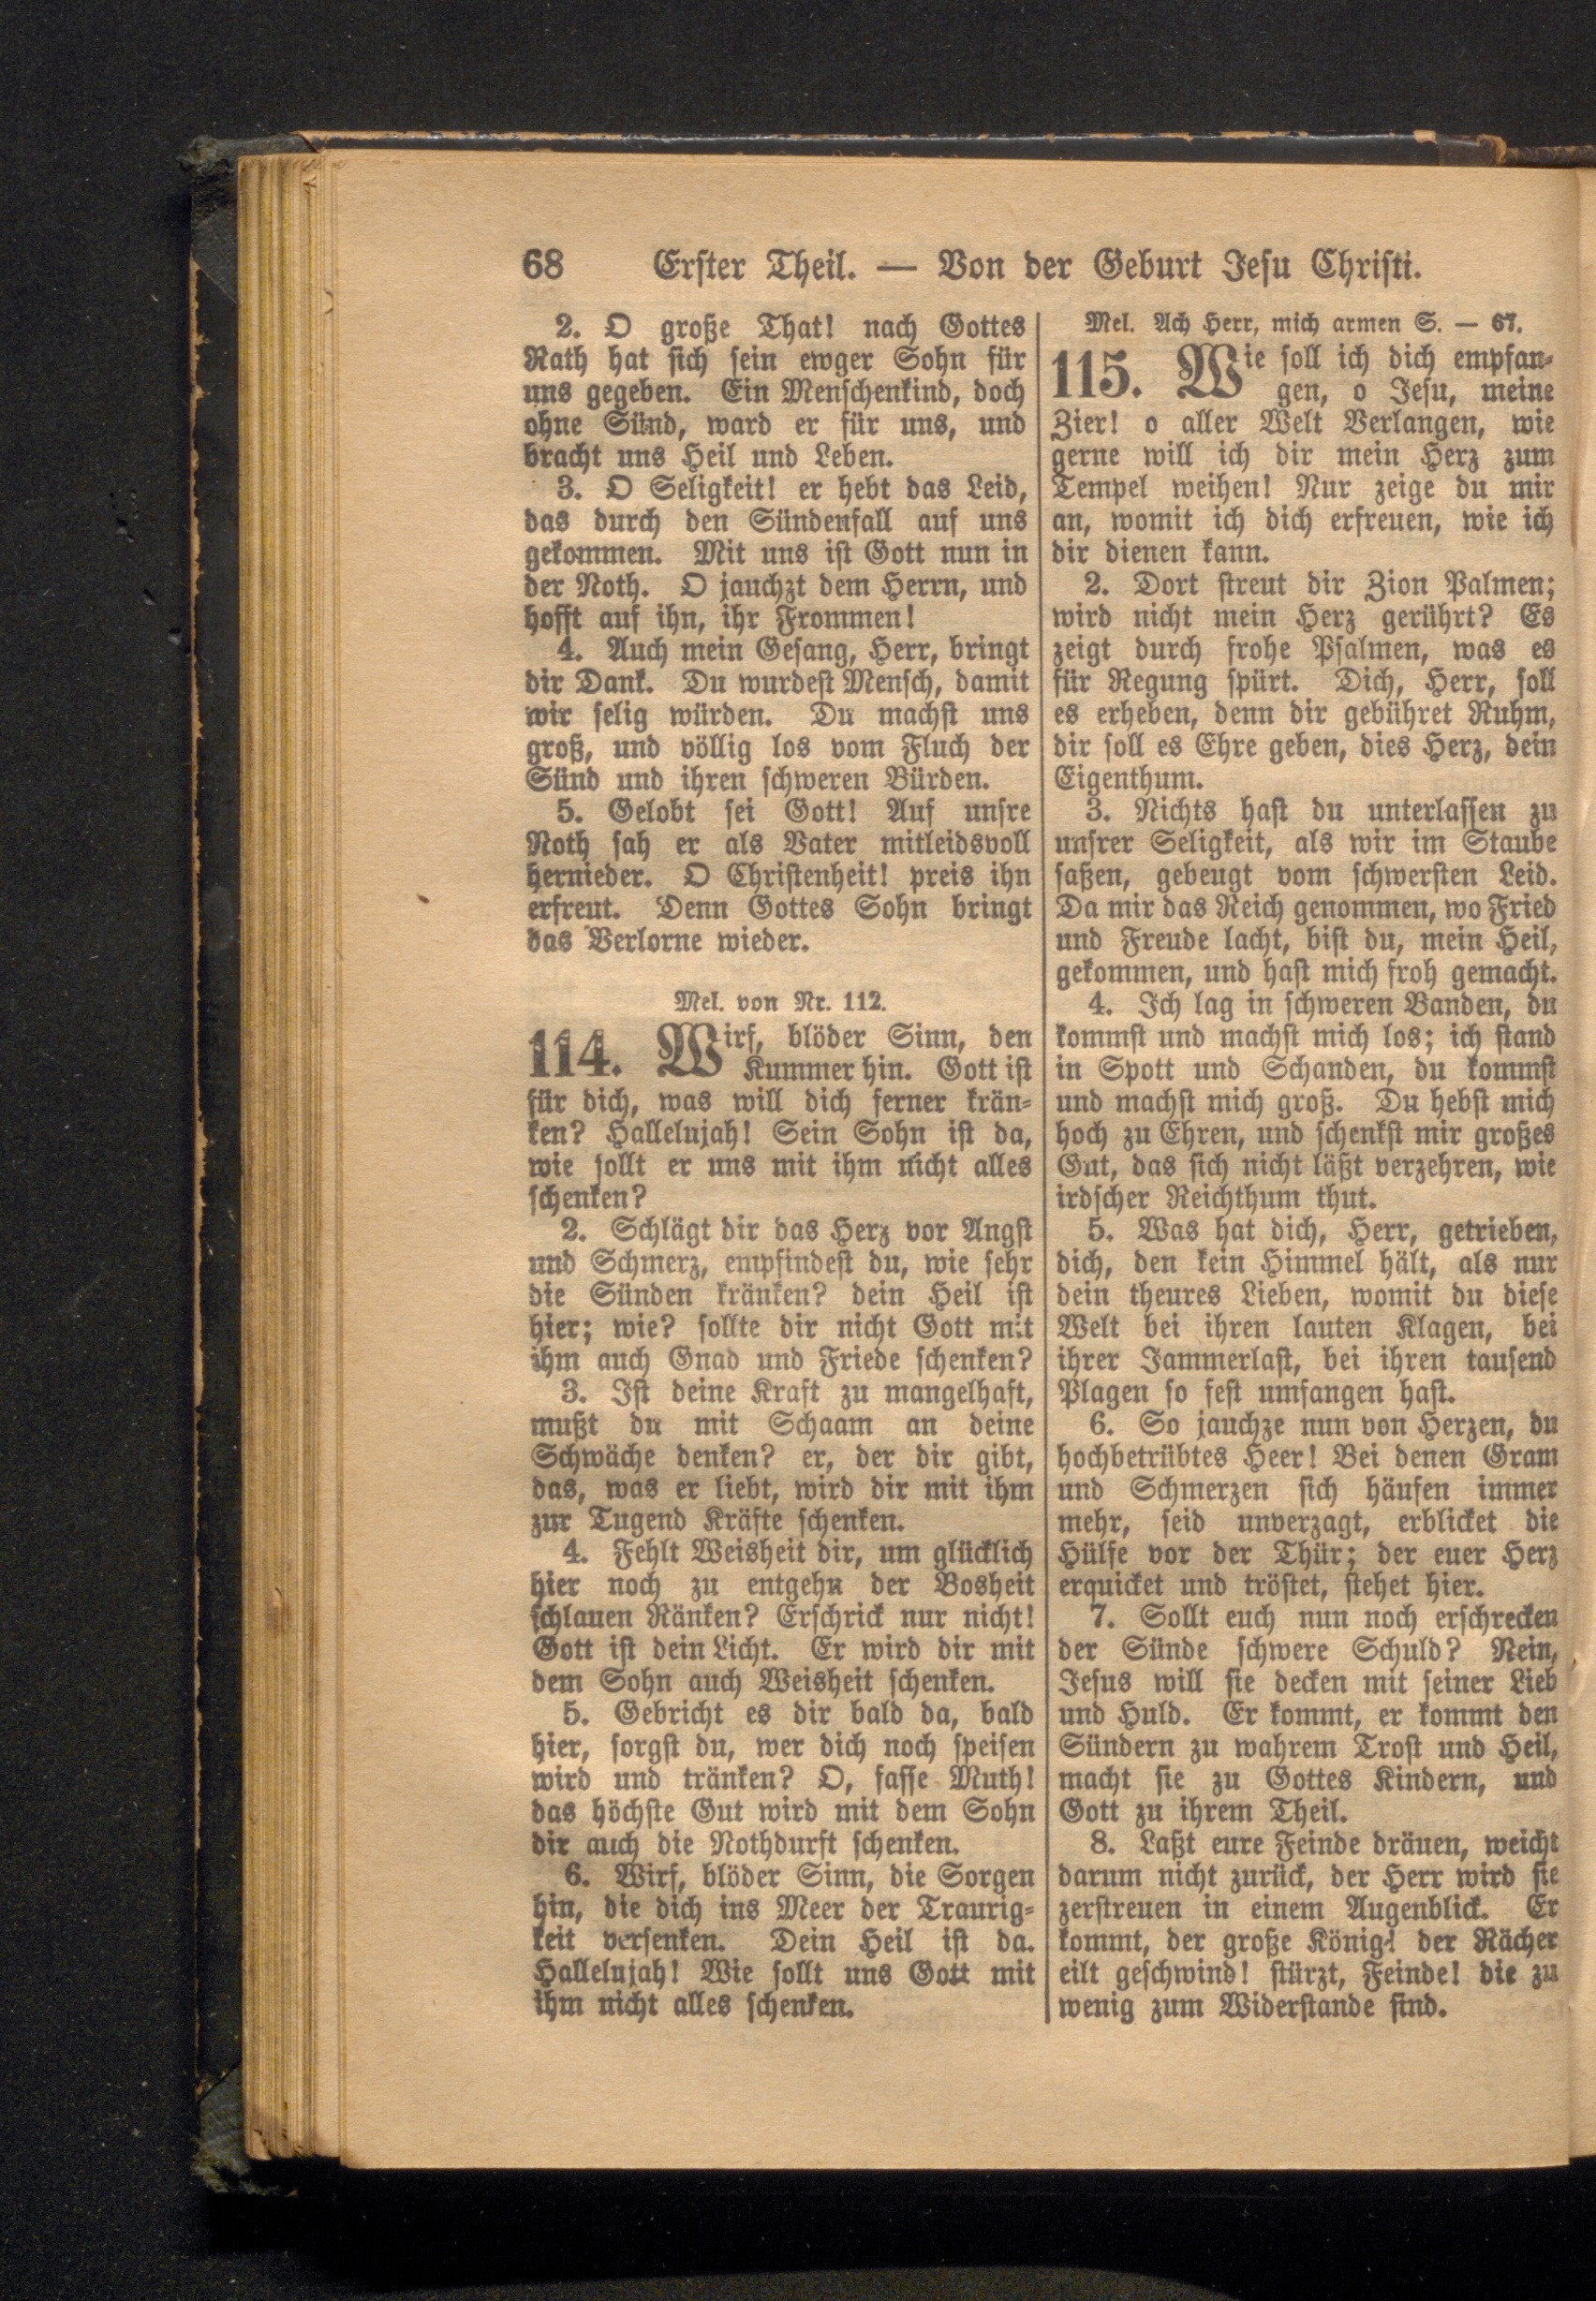 68 Erster Theil. — Von der Geburt Jesu Christi.
2. O große That! nach Gottes
Rath hat sich sein ewger Sohn für
uns gegeben. Ein Menschenkind, doch
ohne Sünd, ward er für uns, und
bracht uns Heil und Leben.
3. O Seligkeit! er hebt das Leid,
das durch den Sündenfall auf uns
gekommen. Mit uns ist Gott nun in
der Noth. O jauchzt dem Herrn, und
hofft auf ihn, ihr Frommen!
4. Auch mein Gesang, Herr, bringt
dir Dank. Du wurdest Mensch, damit
wir selig würden. Du machst uns
groß, und völlig los vom Fluch der
Sünd und ihren schweren Bürden.
5. Gelobt sei Gott! Auf unsre
Noth sah er als Vater mitleidsvoll
hernieder. O Christenheit! preis ihn
erfreut. Denn Gottes Sohn bringt
das Verlorne wieder.
Mel. von Nr. 112.
114. Wirf, blöder Sinn, den
Kummer hin. Gott ist
für dich, was will dich ferner krän-
ken? Hallelujah! Sein Sohn ist da,
wie sollt er uns mit ihm nicht alles
schenken?
2. Schlägt dir das Herz vor Angst
und Schmerz, empfindest du, wie sehr
die Sünden kränken? dein Heil ist
hier; wie? sollte dir nicht Gott mit
ihm auch Gnad und Friede schenken?
3. Ist deine Kraft zu mangelhaft,
mußt du mit Schaam an deine
Schwäche denken? er, der dir gibt,
das, was er liebt, wird dir mit ihm
zur Tugend Kräfte schenken.
4. Fehlt Weisheit dir, um glücklich
hier noch zu entgehn der Bosheit
schlauen Ränken? Erschrick nur nicht!
Gott ist dein Licht. Er wird dir mit
dem Sohn auch Weisheit schenken.
5. Gebricht es dir bald da, bald
hier, sorgst du, wer dich noch speisen
wird und tränken? O, fasse Muth!
das höchste Gut wird mit dem Sohn
dir auch die Nothdurft schenken.
6. Wirf, blöder Sinn, die Sorgen
hin, die dich ins Meer der Traurig-
keit versenken. Dein Heil ist da.
Hallelujah! Wie sollt uns Gott mit
ihm nicht alles schenken.
Mel. Ach Herr, mich armen S. — 67.
115. Wie soll ich dich empfan-
gen, o Jesu, meine
Zier! o aller Welt Verlangen, wie
gerne will ich dir mein Herz zum
Tempel weihen! Nur zeige du mir
an, womit ich dich erfreuen, wie ich
dir dienen kann.
2. Dort streut dir Zion Palmen;
wird nicht mein Herz gerührt? Es
zeigt durch frohe Psalmen, was es
für Regung spürt. Dich, Herr, soll
es erheben, denn dir gebühret Ruhm,
dir soll es Ehre geben, dies Herz, dein
Eigenthum.
3. Nichts hast du unterlassen zu
unsrer Seligkeit, als wir im Staube
saßen, gebeugt vom schwersten Leid.
Da mir das Reich genommen, wo Fried
und Freude lacht, bist du, mein Heil,
gekommen, und hast mich froh gemacht.
4. Ich lag in schweren Banden, du
kommst und machst mich los; ich stand
in Spott und Schanden, du kommst
und machst mich groß. Du hebst mich
hoch zu Ehren, und schenkst mir großes
Gut, das sich nicht läßt verzehren, wie
irdscher Reichthum thut.
5. Was hat dich, Herr, getrieben,
dich, den kein Himmel hält, als nur
dein theures Lieben, womit du diese
Welt bei ihren lauten Klagen, bei
ihrer Jammerlast, bei ihren tausend
Plagen so fest umfangen hast.
6. So jauchze nun von Herzen, du
hochbetrübtes Heer! Bei denen Gram
und Schmerzen sich häufen immer
mehr, seid unverzagt, erblicket die
Hülfe vor der Thür; der euer Herz
erquicket und tröstet, stehet hier.
7. Sollt euch nun noch erschrecken
der Sünde schwere Schuld? Nein,
Jesus will sie decken mit seiner Lieb
und Huld. Er kommt, er kommt den
Sündern zu wahrem Trost und Heil,
macht sie zu Gottes Kindern, und
Gott zu ihrem Theil.
8. Laßt eure Feinde dräuen, weicht
darum nicht zurück, der Herr wird sie
zerstreuen in einem Augenblick. Er
kommt, der große König! der Rächer
eilt geschwind! stürzt, Feinde! die zu
wenig zum Widerstande sind.